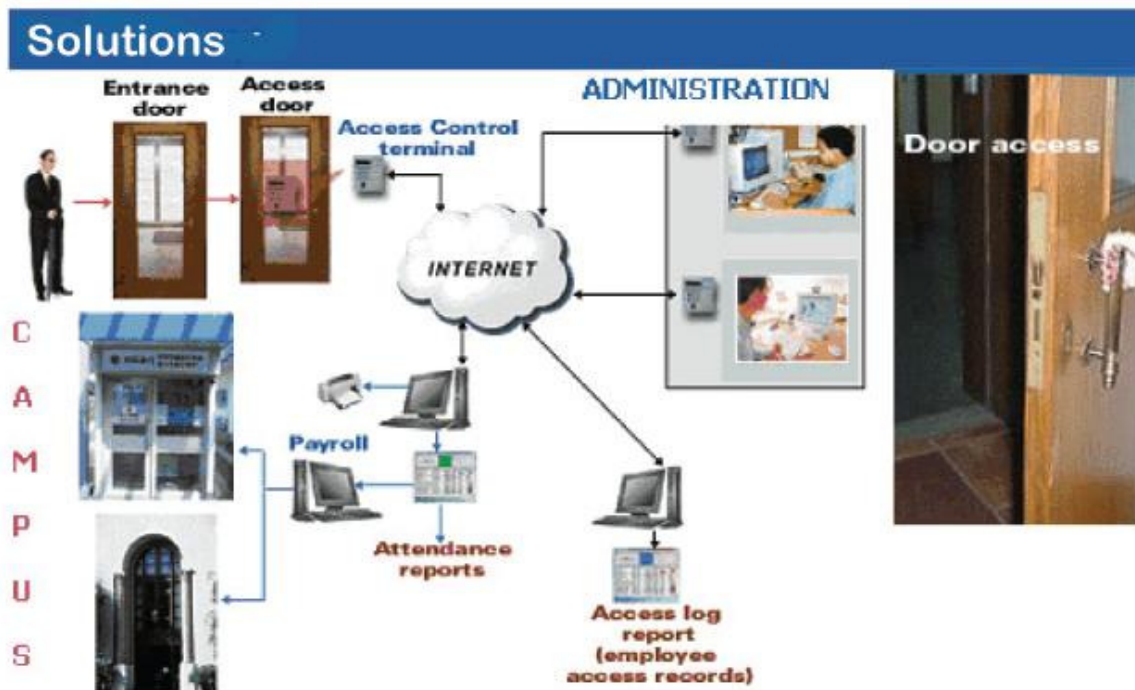 Solutions
Entrance
door
Access
door
Access Control
terminal
ADMINISTRATION
Door access
INTERNET
C
A
M
P
U
S
Payroll
Attendance
reports
Access log
report
(employee
access records)